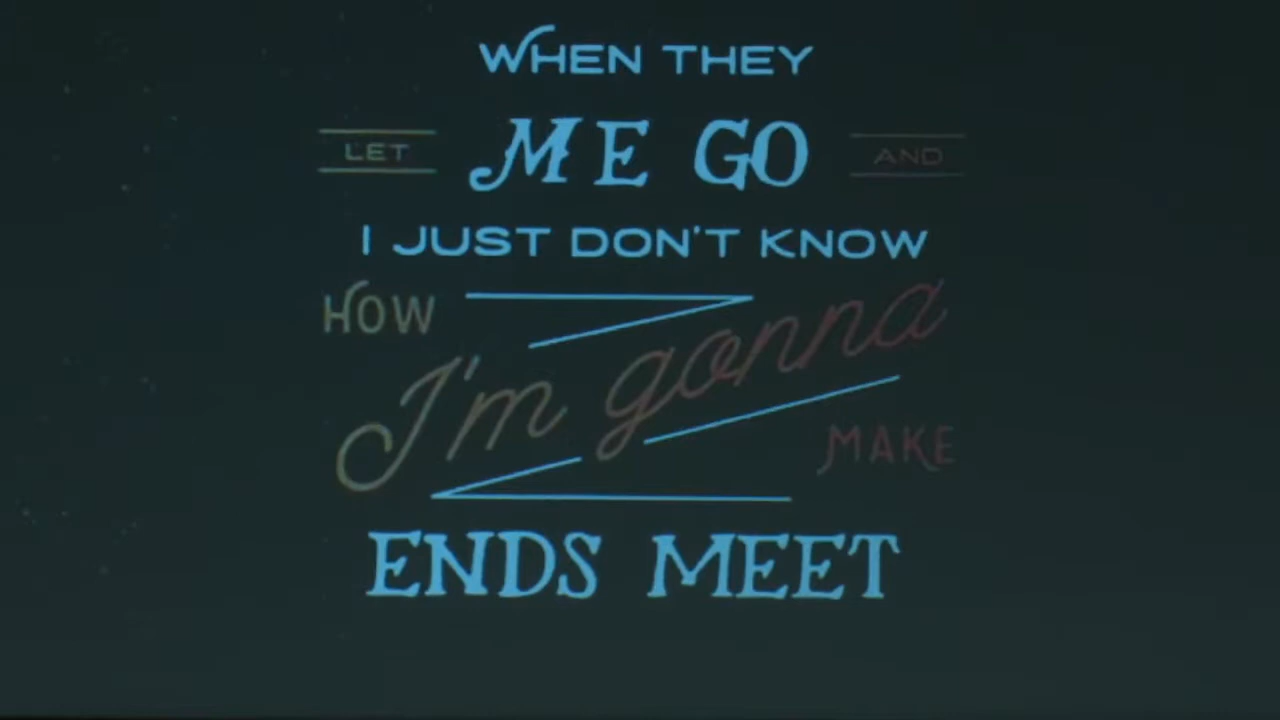 WHEN THEY
LET ME GO AND
I JUST DON'T KNOW
HOW
I'm gonna
MAKE
ENDS MEET